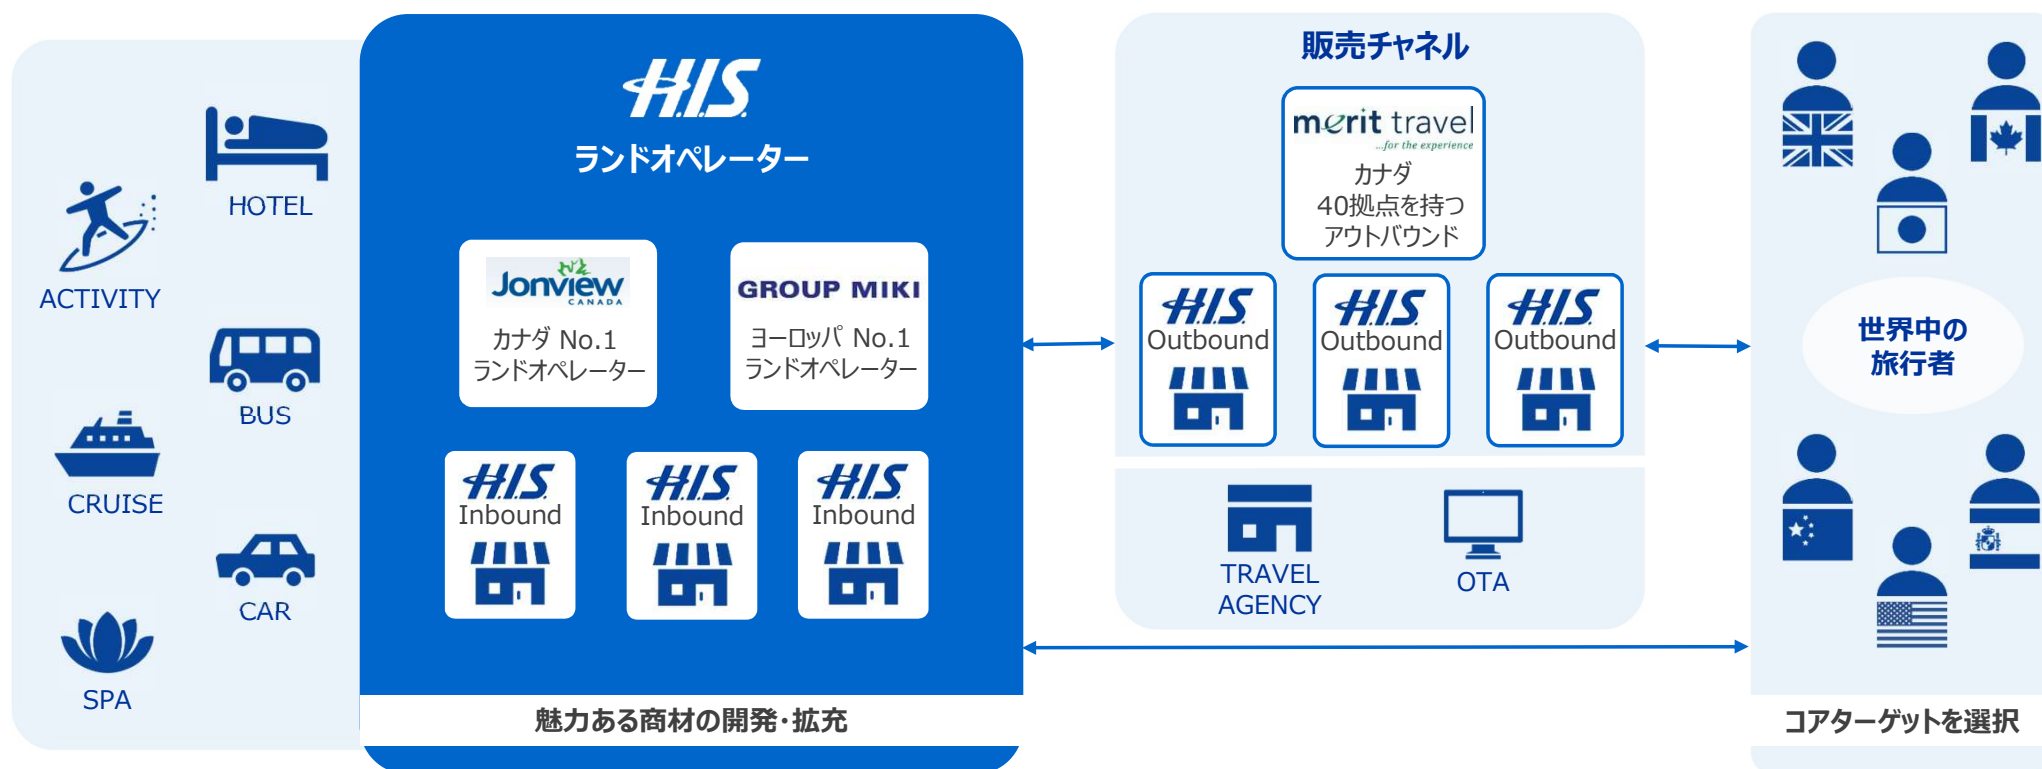 HOTEL
ACTIVITY
BUS
CRUISE
CAR
SPA
H.I.S.
ランドオペレーター
Jonview
CANADA
カナダ No.1
ランドオペレーター
GROUP MIKI
ヨーロッパ No.1
ランドオペレーター
H.I.S.
Inbound
H.I.S.
Inbound
H.I.S.
Inbound
魅力ある商材の開発・拡充
販売チャネル
merit travel
...for the experience
カナダ
40拠点を持つ
アウトバウンド
H.I.S.
Outbound
H.I.S.
Outbound
H.I.S.
Outbound
TRAVEL
AGENCY
OTA
世界中の
旅行者
コアターゲットを選択